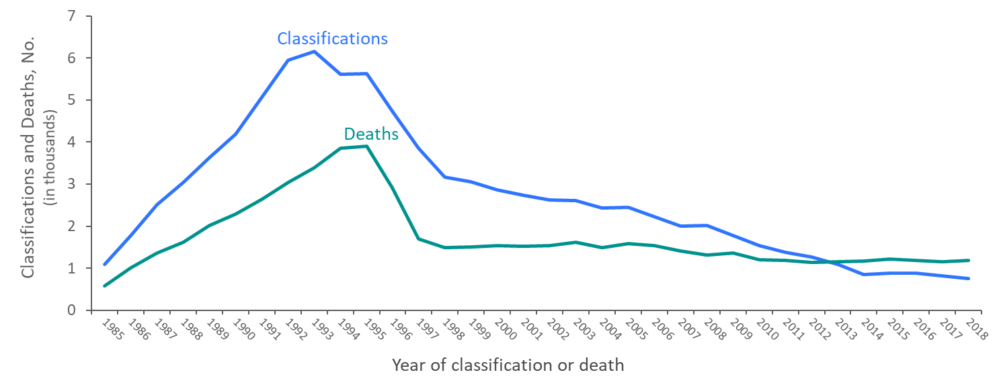 Classifications and Deaths, No.
(in thousands)
7
6
5
4
3
2
1
0
Classifications
Deaths
1985 1986 1987 1988 1989 1990 1991 1992 1993 1994 1995 1996 1997 1998 1999 2000 2001 2002 2003 2004 2005 2006 2007 2008 2009 2010 2011 2012 2013 2014 2015 2016 2017 2018
Year of classification or death